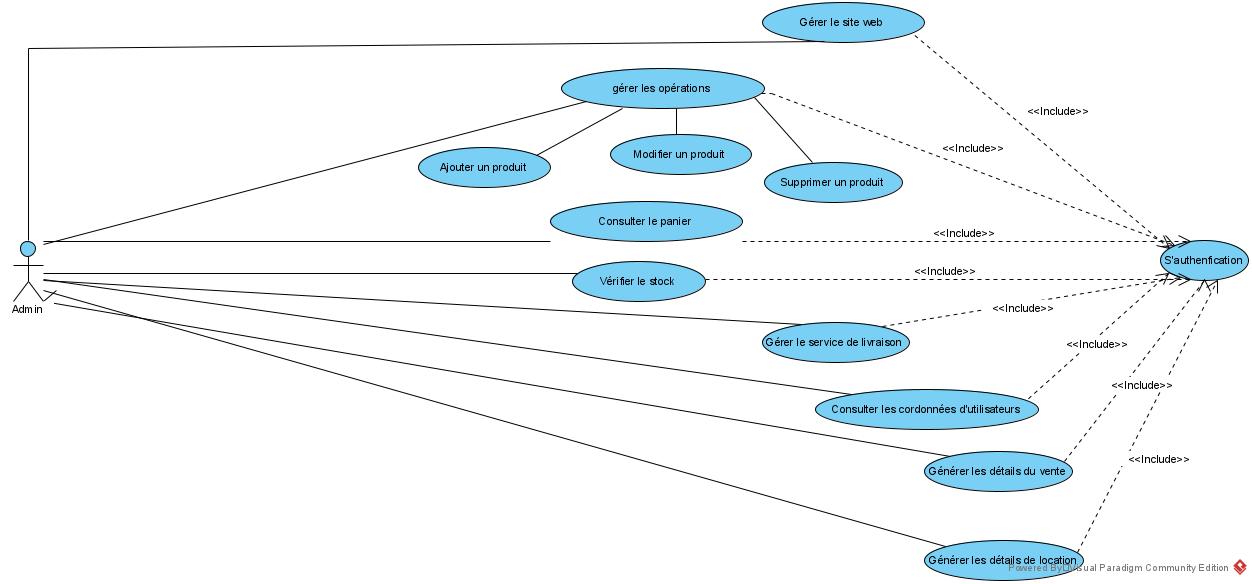 Gérer le site web
gérer les opérations
<<Include>>
<<Include>>
Ajouter un produit
Modifier un produit
Supprimer un produit
Consulter le panier
<<Include>>
S'authenfication
Vérifier le stock
<<Include>>
Admin
<<Include>>
Gérer le service de livraison
<<Include>>
Consulter les cordonnées d'utilisateurs
<<Include>>
Générer les détails du vente
<<Include>>
Générer les détails de location
Powered By Visual Paradigm Community Edition